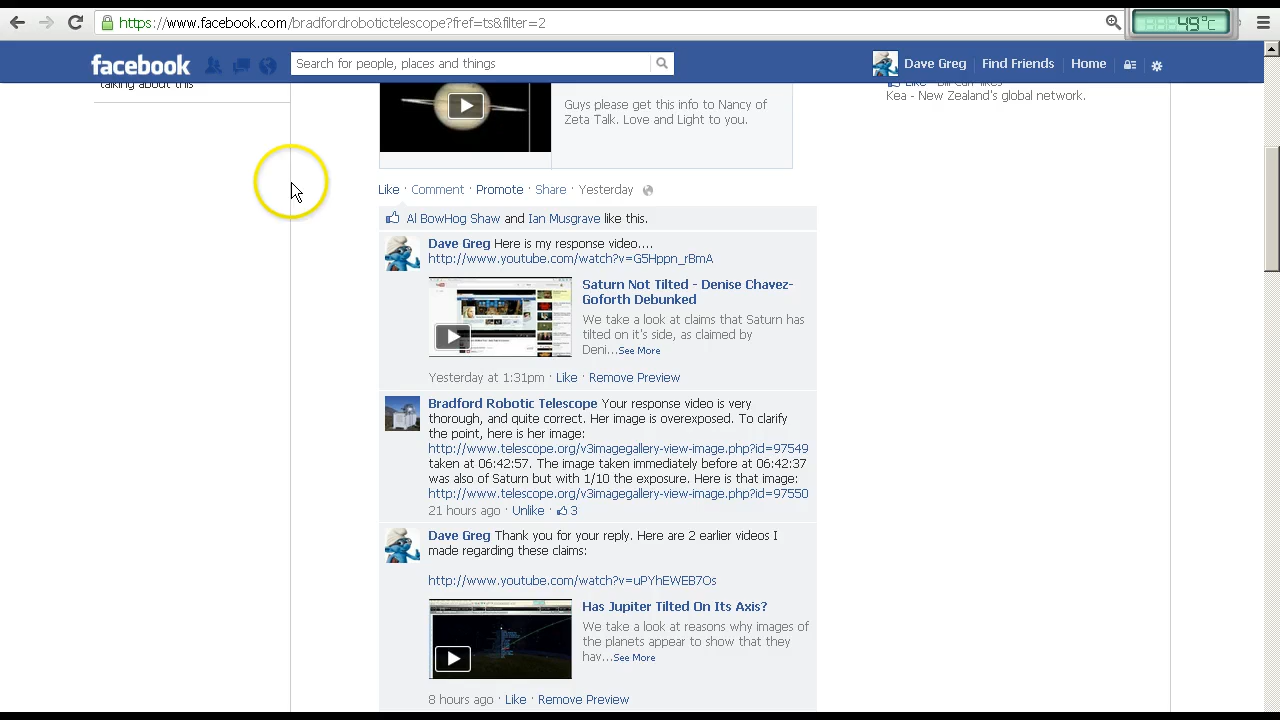 https://www.facebook.com/bradfordrobotictelescope?fref=ts&filter=2
49°C
facebook
Search for people, places and things
Dave Greg Find Friends Home
talking about this
Kea - New Zealand's global network.
Guys please get this info to Nancy of
Zeta Talk. Love and Light to you.
Like · Comment · Promote · Share · Yesterday
Al BowHog Shaw and Ian Musgrave like this.
Dave Greg Here is my response video....
http://www.youtube.com/watch?v=G5Hppn_rBmA
Saturn Not Tilted - Denise Chavez-
Goforth Debunked
We take a look at claims that saturn has
tilted on it's side, as claimed by
Deni...See More
Yesterday at 1:31pm · Like · Remove Preview
Bradford Robotic Telescope Your response video is very
thorough, and quite correct. Her image is overexposed. To clarify
the point, here is her image:
http://www.telescope.org/v3imagegallery-view-image.php?id=97549
taken at 06:42:57. The image taken immediately before at 06:42:37
was also of Saturn but with 1/10 the exposure. Here is that image:
http://www.telescope.org/v3imagegallery-view-image.php?id=97550
21 hours ago · Unlike · 3
Dave Greg Thank you for your reply. Here are 2 earlier videos I
made regarding these claims:
http://www.youtube.com/watch?v=uPYhEWEB7Os
Has Jupiter Tilted On Its Axis?
We take a look at reasons why images of
the planets appear to show that they
hav...See More
8 hours ago · Like · Remove Preview